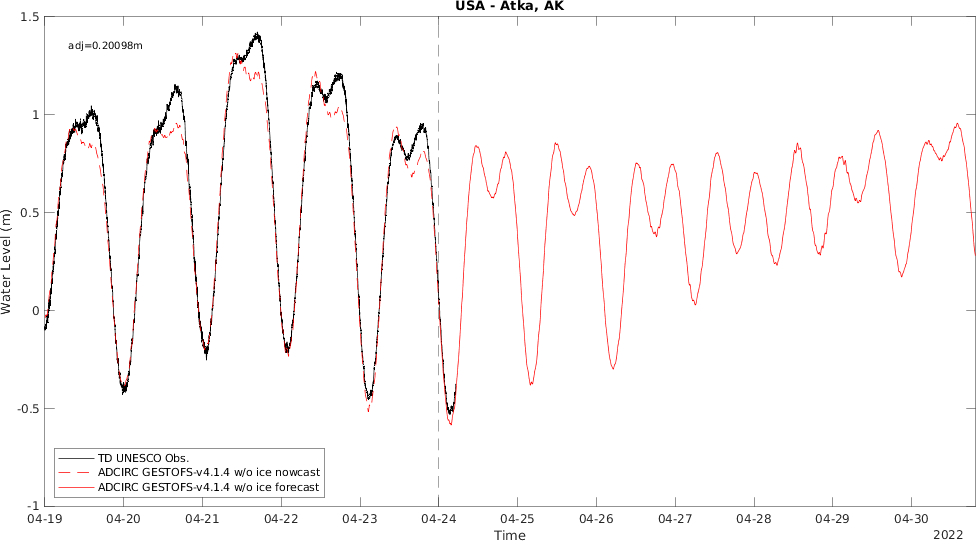 USA - Atka, AK
adj=0.20098m
1.5
1
0.5
0
-0.5
-1
Water Level (m)
TD UNESCO Obs.
ADCIRC GESTOFS-v4.1.4 w/o ice nowcast
ADCIRC GESTOFS-v4.1.4 w/o ice forecast
04-19 04-20 04-21 04-22 04-23 04-24 04-25 04-26 04-27 04-28 04-29 04-30
Time
2022